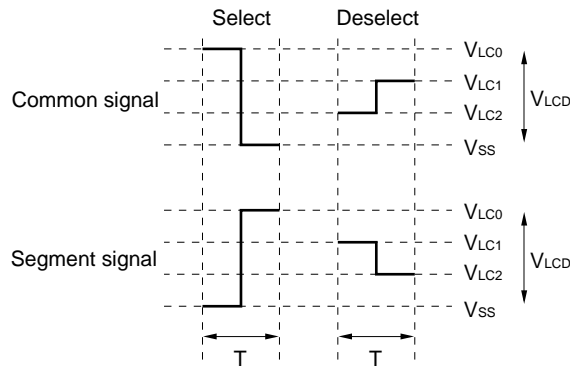 Select Deselect
VLC0
VLC1
Common signal
VLC2
VLCD
VSS
VLC0
VLC1
Segment signal
VLC2
VLCD
VSS
T T